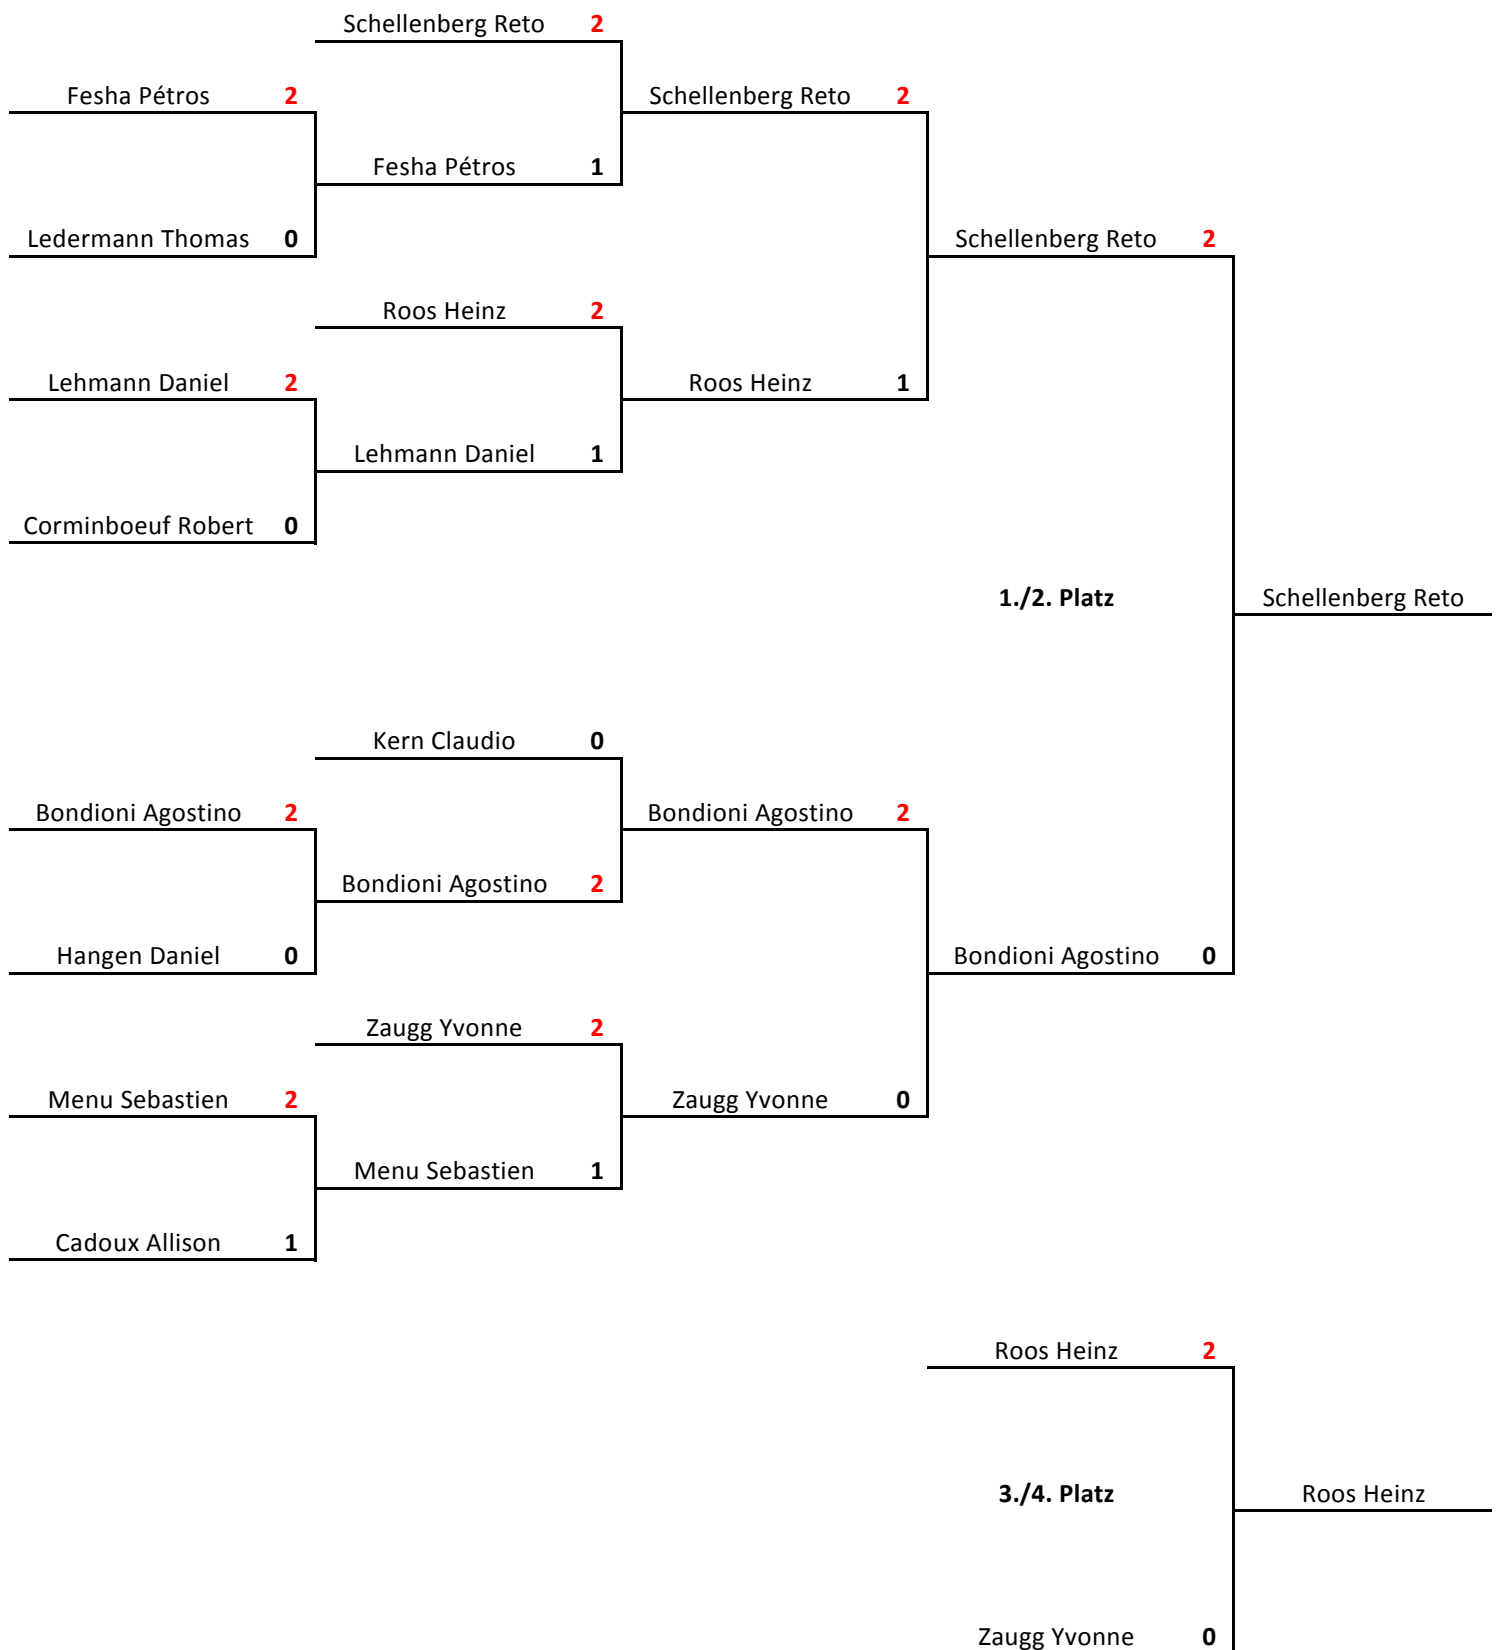 Schellenberg Reto 2
Fesha Pétros 2 Schellenberg Reto 2
Fesha Pétros 1
Ledermann Thomas 0 Schellenberg Reto 2
Roos Heinz 2
Lehmann Daniel 2 Roos Heinz 1
Lehmann Daniel 1
Corminboeuf Robert 0
1./2. Platz Schellenberg Reto
Kern Claudio 0
Bondioni Agostino 2 Bondioni Agostino 2
Bondioni Agostino 2
Hangen Daniel 0 Bondioni Agostino 0
Zaugg Yvonne 2
Menu Sebastien 2 Zaugg Yvonne 0
Menu Sebastien 1
Cadoux Allison 1
Roos Heinz 2
3./4. Platz Roos Heinz
Zaugg Yvonne 0